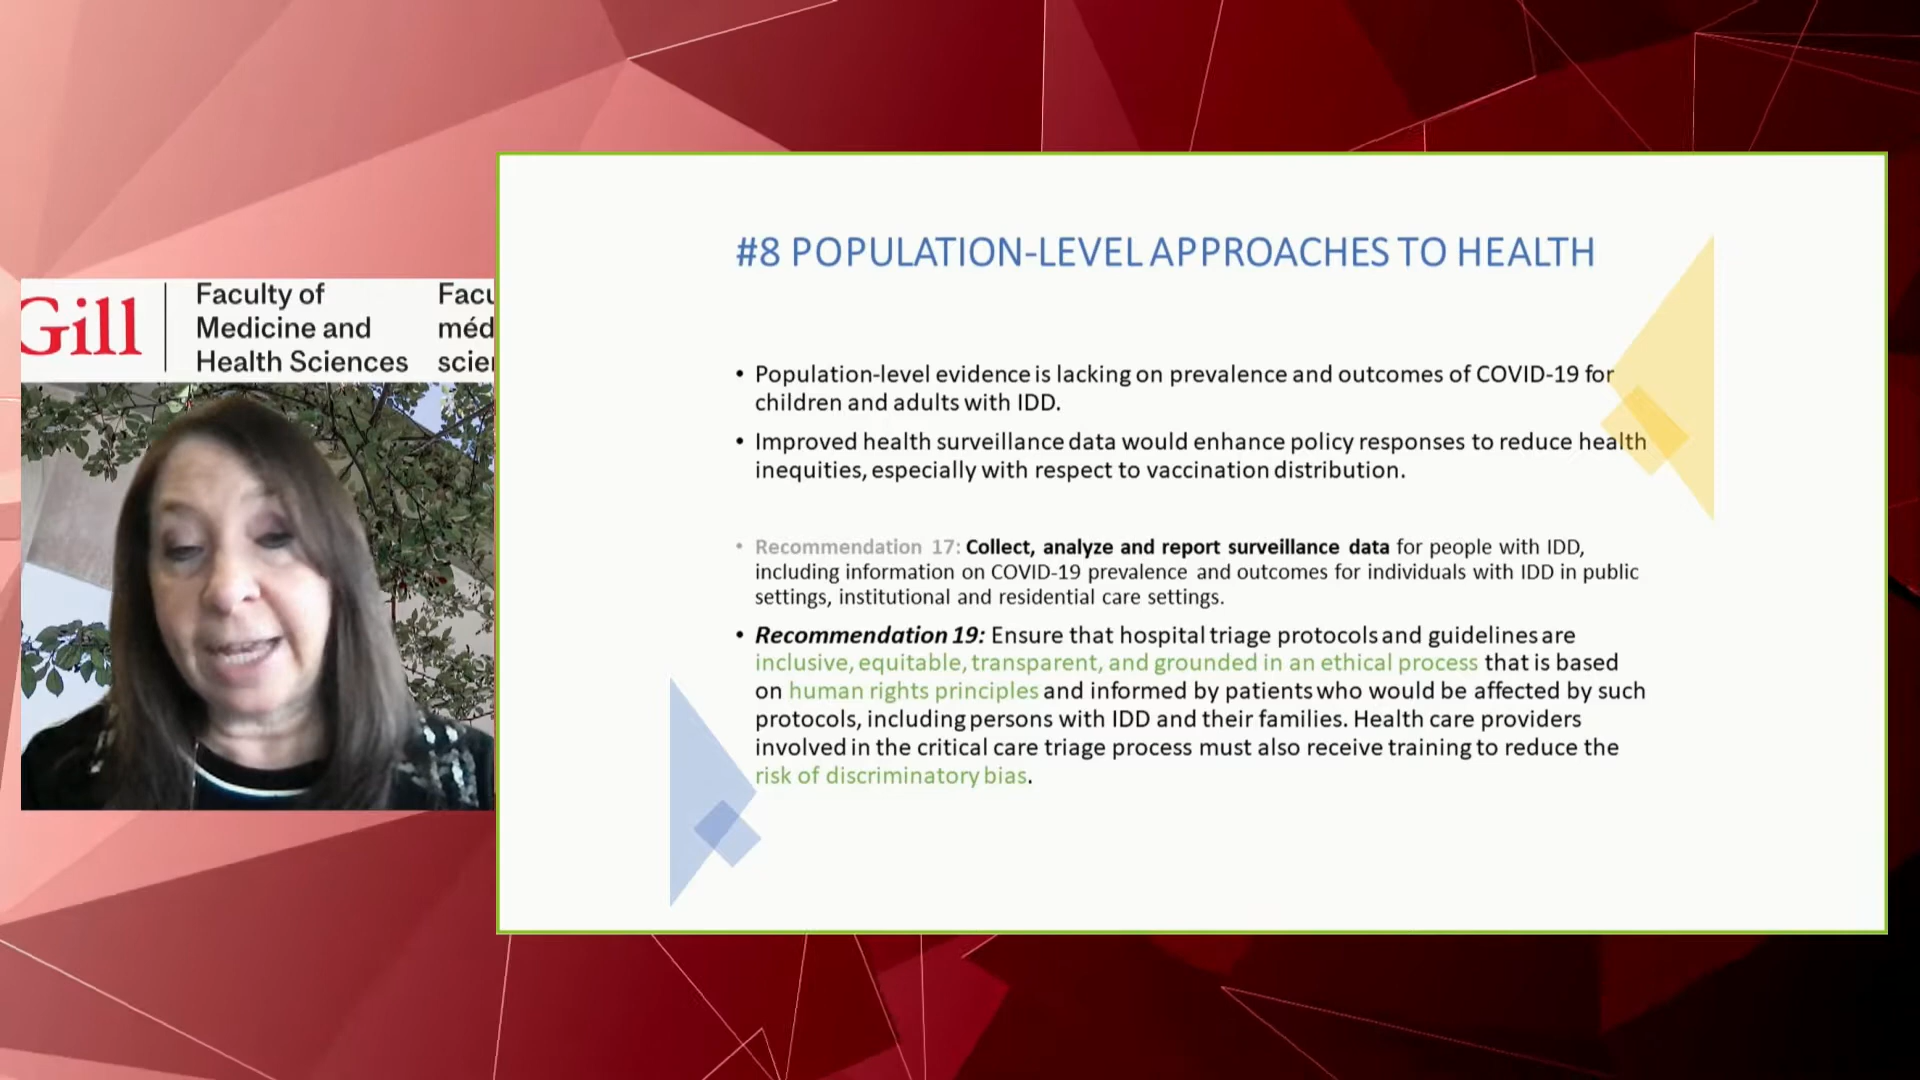 Gill
Faculty of
Medicine and
Health Sciences
#8 POPULATION-LEVEL APPROACHES TO HEALTH
• Population-level evidence is lacking on prevalence and outcomes of COVID-19 for
children and adults with IDD.
• Improved health surveillance data would enhance policy responses to reduce health
inequities, especially with respect to vaccination distribution.
• Recommendation 17: Collect, analyze and report surveillance data for people with IDD,
including information on COVID-19 prevalence and outcomes for individuals with IDD in public
settings, institutional and residential care settings.
• Recommendation 19: Ensure that hospital triage protocols and guidelines are
inclusive, equitable, transparent, and grounded in an ethical process that is based
on human rights principles and informed by patients who would be affected by such
protocols, including persons with IDD and their families. Health care providers
involved in the critical care triage process must also receive training to reduce the
risk of discriminatory bias.